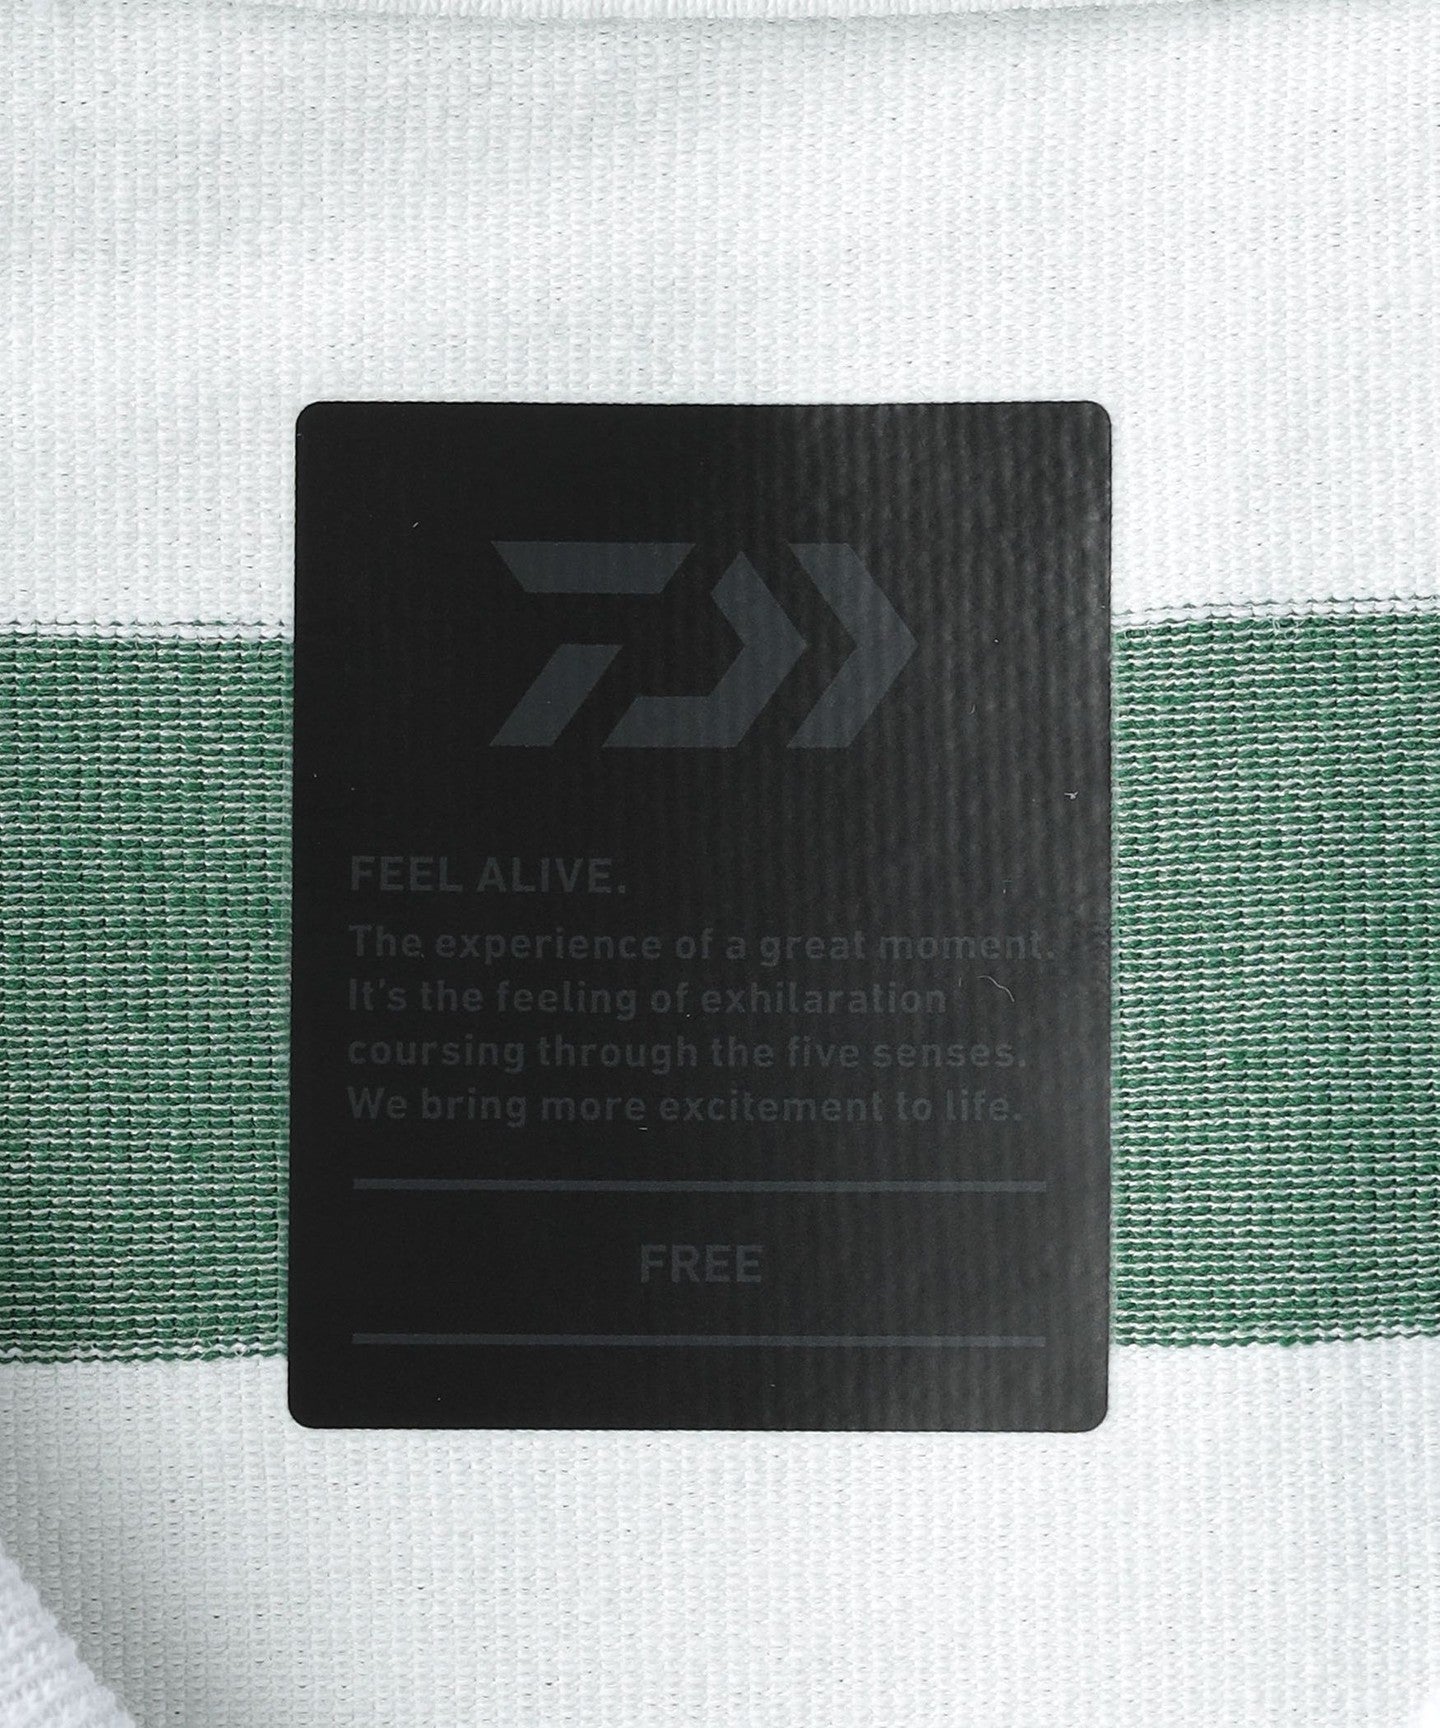 FEEL ALIVE.
The experience of a great moment.
It's the feeling of exhilaration
coursing through the five senses.
We bring more excitement to life.
FREE